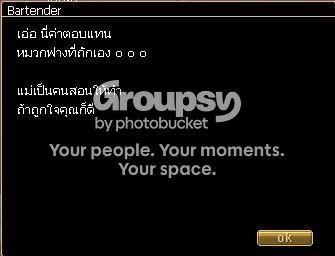 Bartender
เอ่อ นี่ค่าตอบแทน
หมวกฟางที่ถักเอง o o o
แม่เป็นคนสอนให้ทำ
ถ้าถูกใจคุณก็ดี
Groupsy
by photobucket
Your people. Your moments.
Your space.
OK